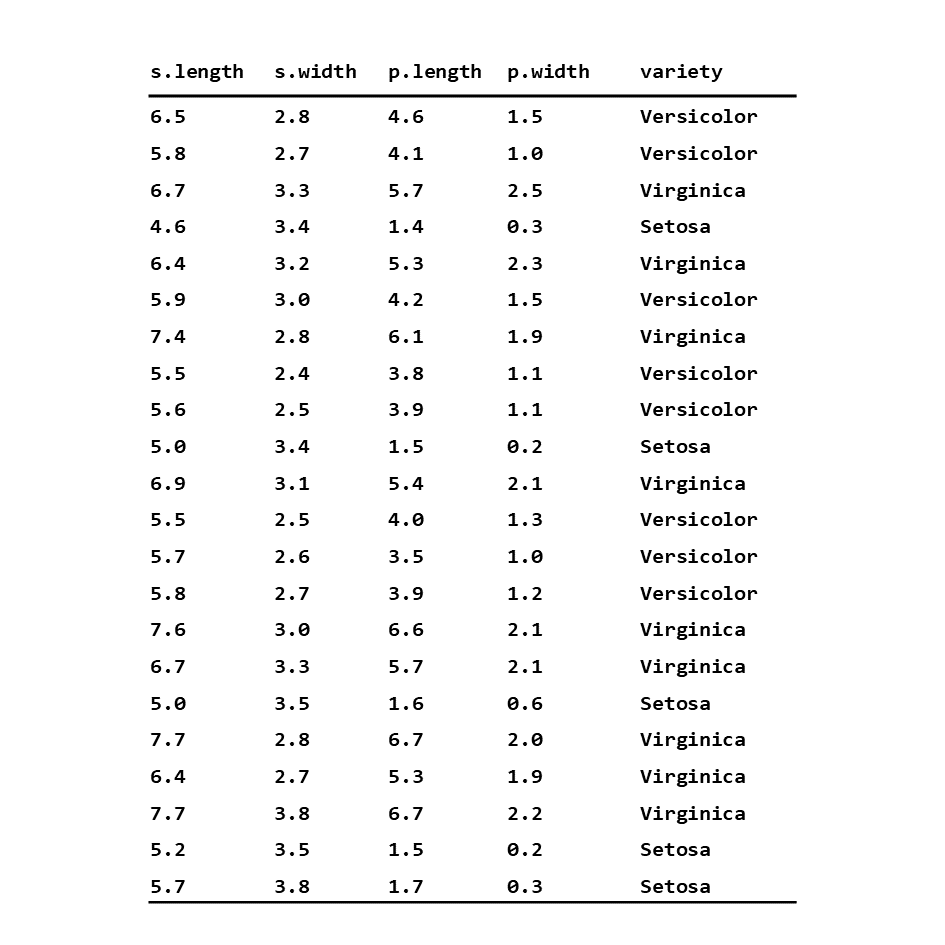 s.length s.width p.length p.width variety
6.5 2.8 4.6 1.5 Versicolor
5.8 2.7 4.1 1.0 Versicolor
6.7 3.3 5.7 2.5 Virginica
4.6 3.4 1.4 0.3 Setosa
6.4 3.2 5.3 2.3 Virginica
5.9 3.0 4.2 1.5 Versicolor
7.4 2.8 6.1 1.9 Virginica
5.5 2.4 3.8 1.1 Versicolor
5.6 2.5 3.9 1.1 Versicolor
5.0 3.4 1.5 0.2 Setosa
6.9 3.1 5.4 2.1 Virginica
5.5 2.5 4.0 1.3 Versicolor
5.7 2.6 3.5 1.0 Versicolor
5.8 2.7 3.9 1.2 Versicolor
7.6 3.0 6.6 2.1 Virginica
6.7 3.3 5.7 2.1 Virginica
5.0 3.5 1.6 0.6 Setosa
7.7 2.8 6.7 2.0 Virginica
6.4 2.7 5.3 1.9 Virginica
7.7 3.8 6.7 2.2 Virginica
5.2 3.5 1.5 0.2 Setosa
5.7 3.8 1.7 0.3 Setosa